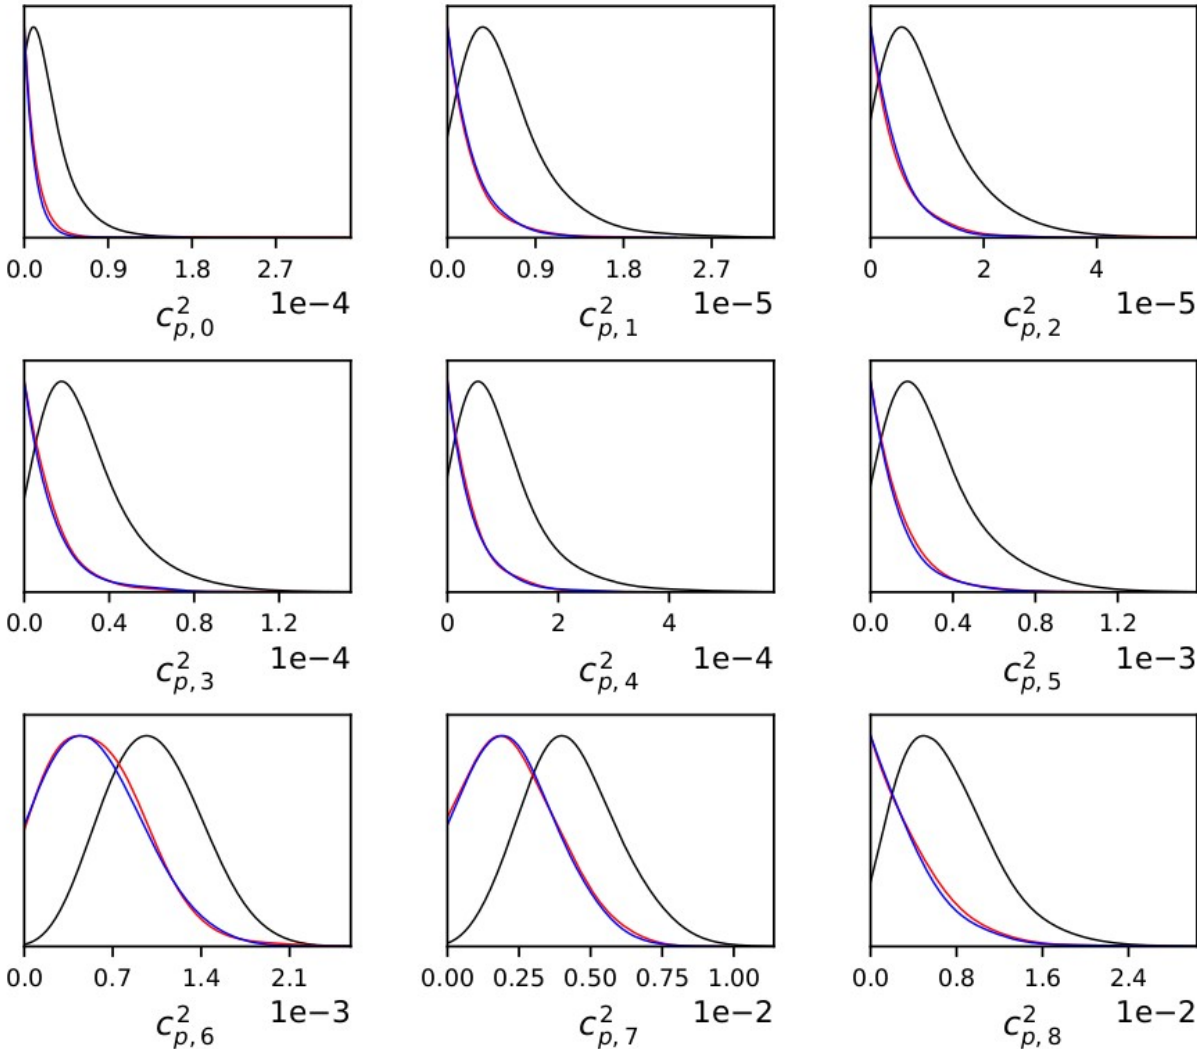 0.0 0.9 1.8 2.7 0.0 0.9 1.8 2.7 0 2 4
c²p,0 1e−4 c²p,1 1e−5 c²p,2 1e−5
0.0 0.4 0.8 1.2 0 2 4 0.0 0.4 0.8 1.2
c²p,3 1e−4 c²p,4 1e−4 c²p,5 1e−3
0.0 0.7 1.4 2.1 0.00 0.25 0.50 0.75 1.00 0.0 0.8 1.6 2.4
c²p,6 1e−3 c²p,7 1e−2 c²p,8 1e−2